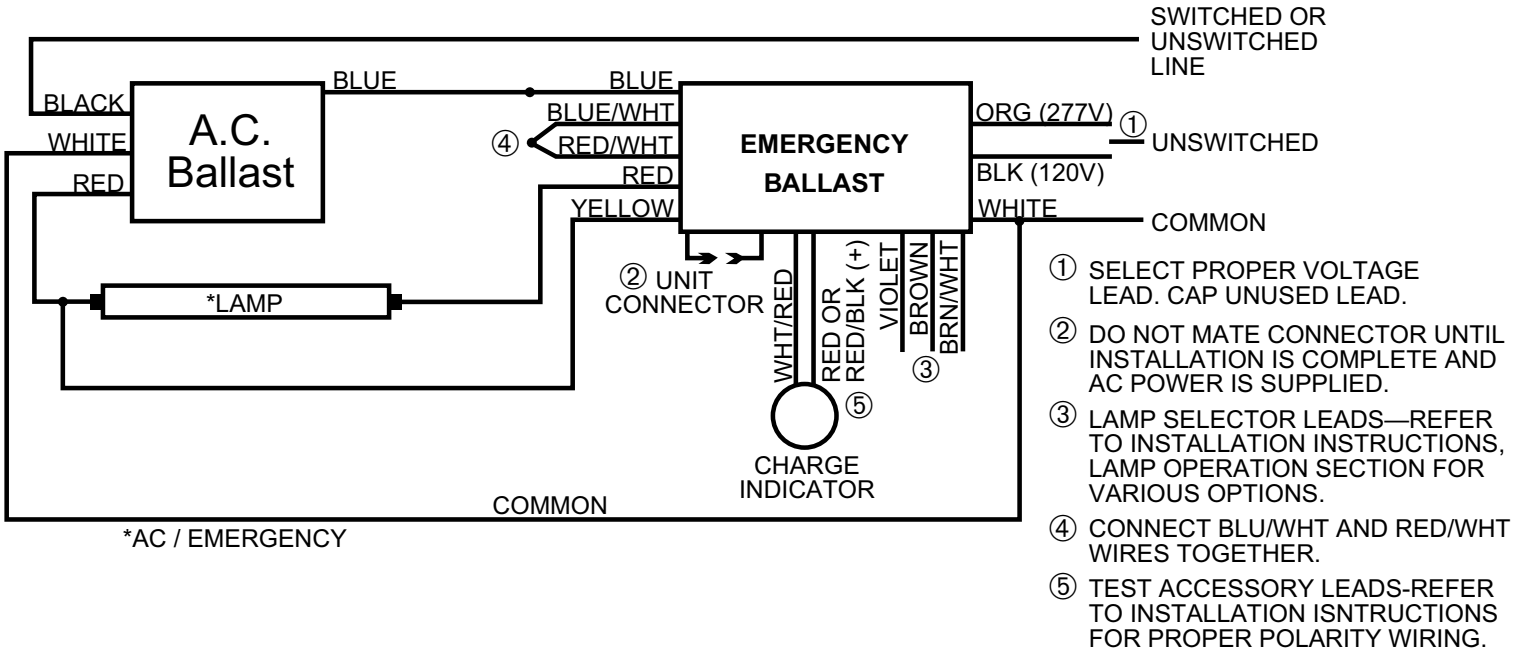 SWITCHED OR
UNSWITCHED
LINE
BLACK
WHITE
RED
A.C.
Ballast
BLUE
BLUE
BLUE/WHT
④
RED/WHT
RED
YELLOW
EMERGENCY
BALLAST
ORG (277V)
①
UNSWITCHED
BLK (120V)
WHITE
COMMON
*LAMP
② UNIT
CONNECTOR
WHT/RED
RED OR
RED/BLK (+)
VIOLET
BROWN
BRN/WHT
③
⑤
CHARGE
INDICATOR
COMMON
*AC / EMERGENCY
① SELECT PROPER VOLTAGE
LEAD. CAP UNUSED LEAD.
② DO NOT MATE CONNECTOR UNTIL
INSTALLATION IS COMPLETE AND
AC POWER IS SUPPLIED.
③ LAMP SELECTOR LEADS—REFER
TO INSTALLATION INSTRUCTIONS,
LAMP OPERATION SECTION FOR
VARIOUS OPTIONS.
④ CONNECT BLU/WHT AND RED/WHT
WIRES TOGETHER.
⑤ TEST ACCESSORY LEADS-REFER
TO INSTALLATION ISNTRUCTIONS
FOR PROPER POLARITY WIRING.